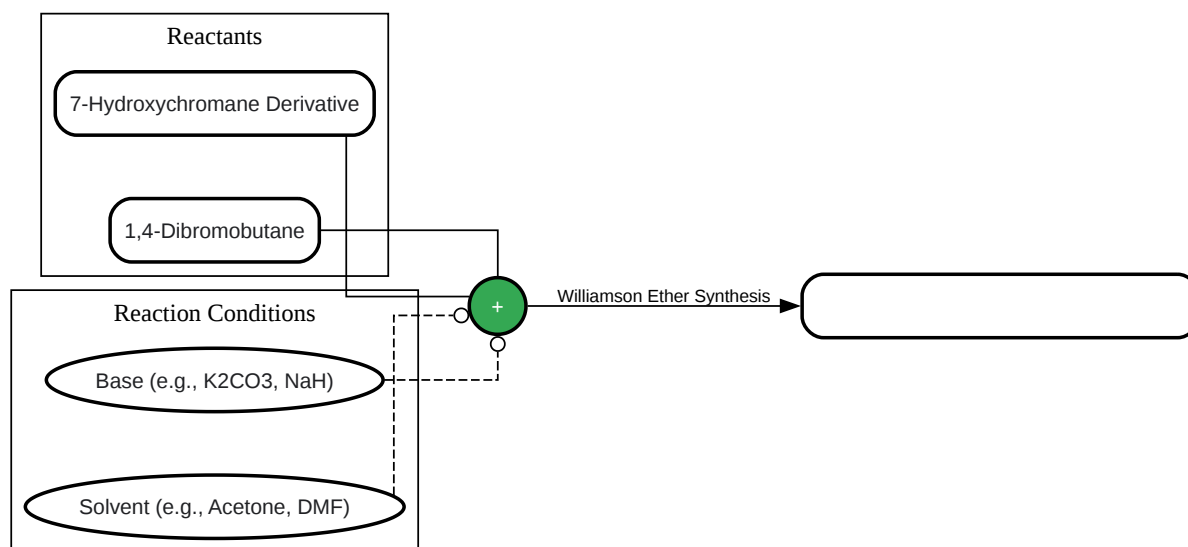 Reactants
7-Hydroxychromane Derivative
1,4-Dibromobutane
Reaction Conditions
Base (e.g., K2CO3, NaH)
Solvent (e.g., Acetone, DMF)
+
Williamson Ether Synthesis